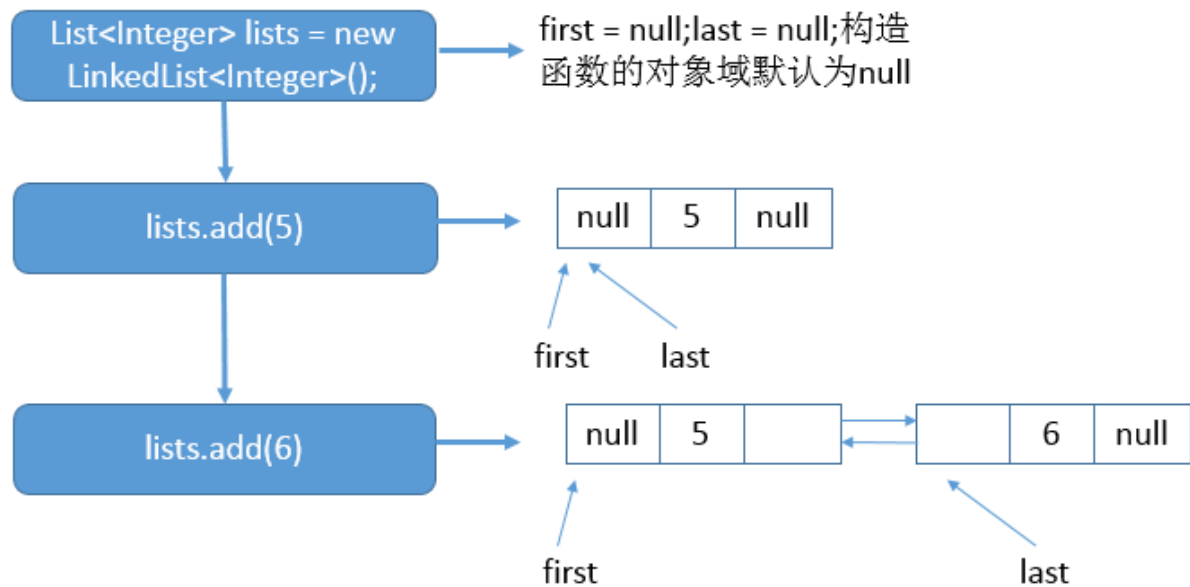 List<Integer> lists = new
LinkedList<Integer>();
first = null;last = null;构造
函数的对象域默认为null
lists.add(5)
null 5 null
first last
lists.add(6)
null 5 6 null
first last